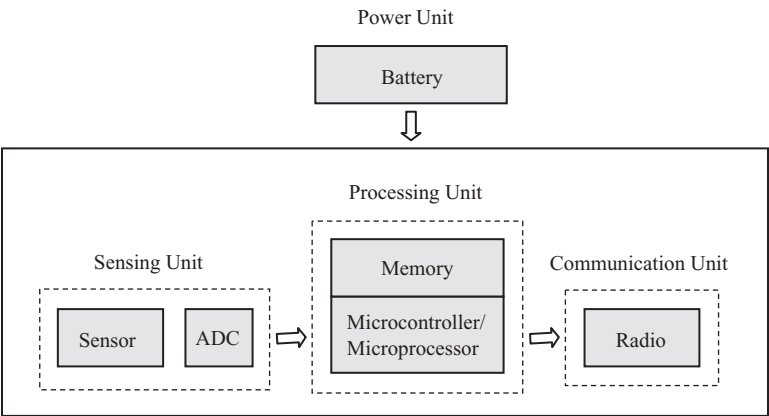 Power Unit
Battery
Processing Unit
Sensing Unit
Memory
Communication Unit
Sensor
ADC
Microcontroller/
Microprocessor
Radio